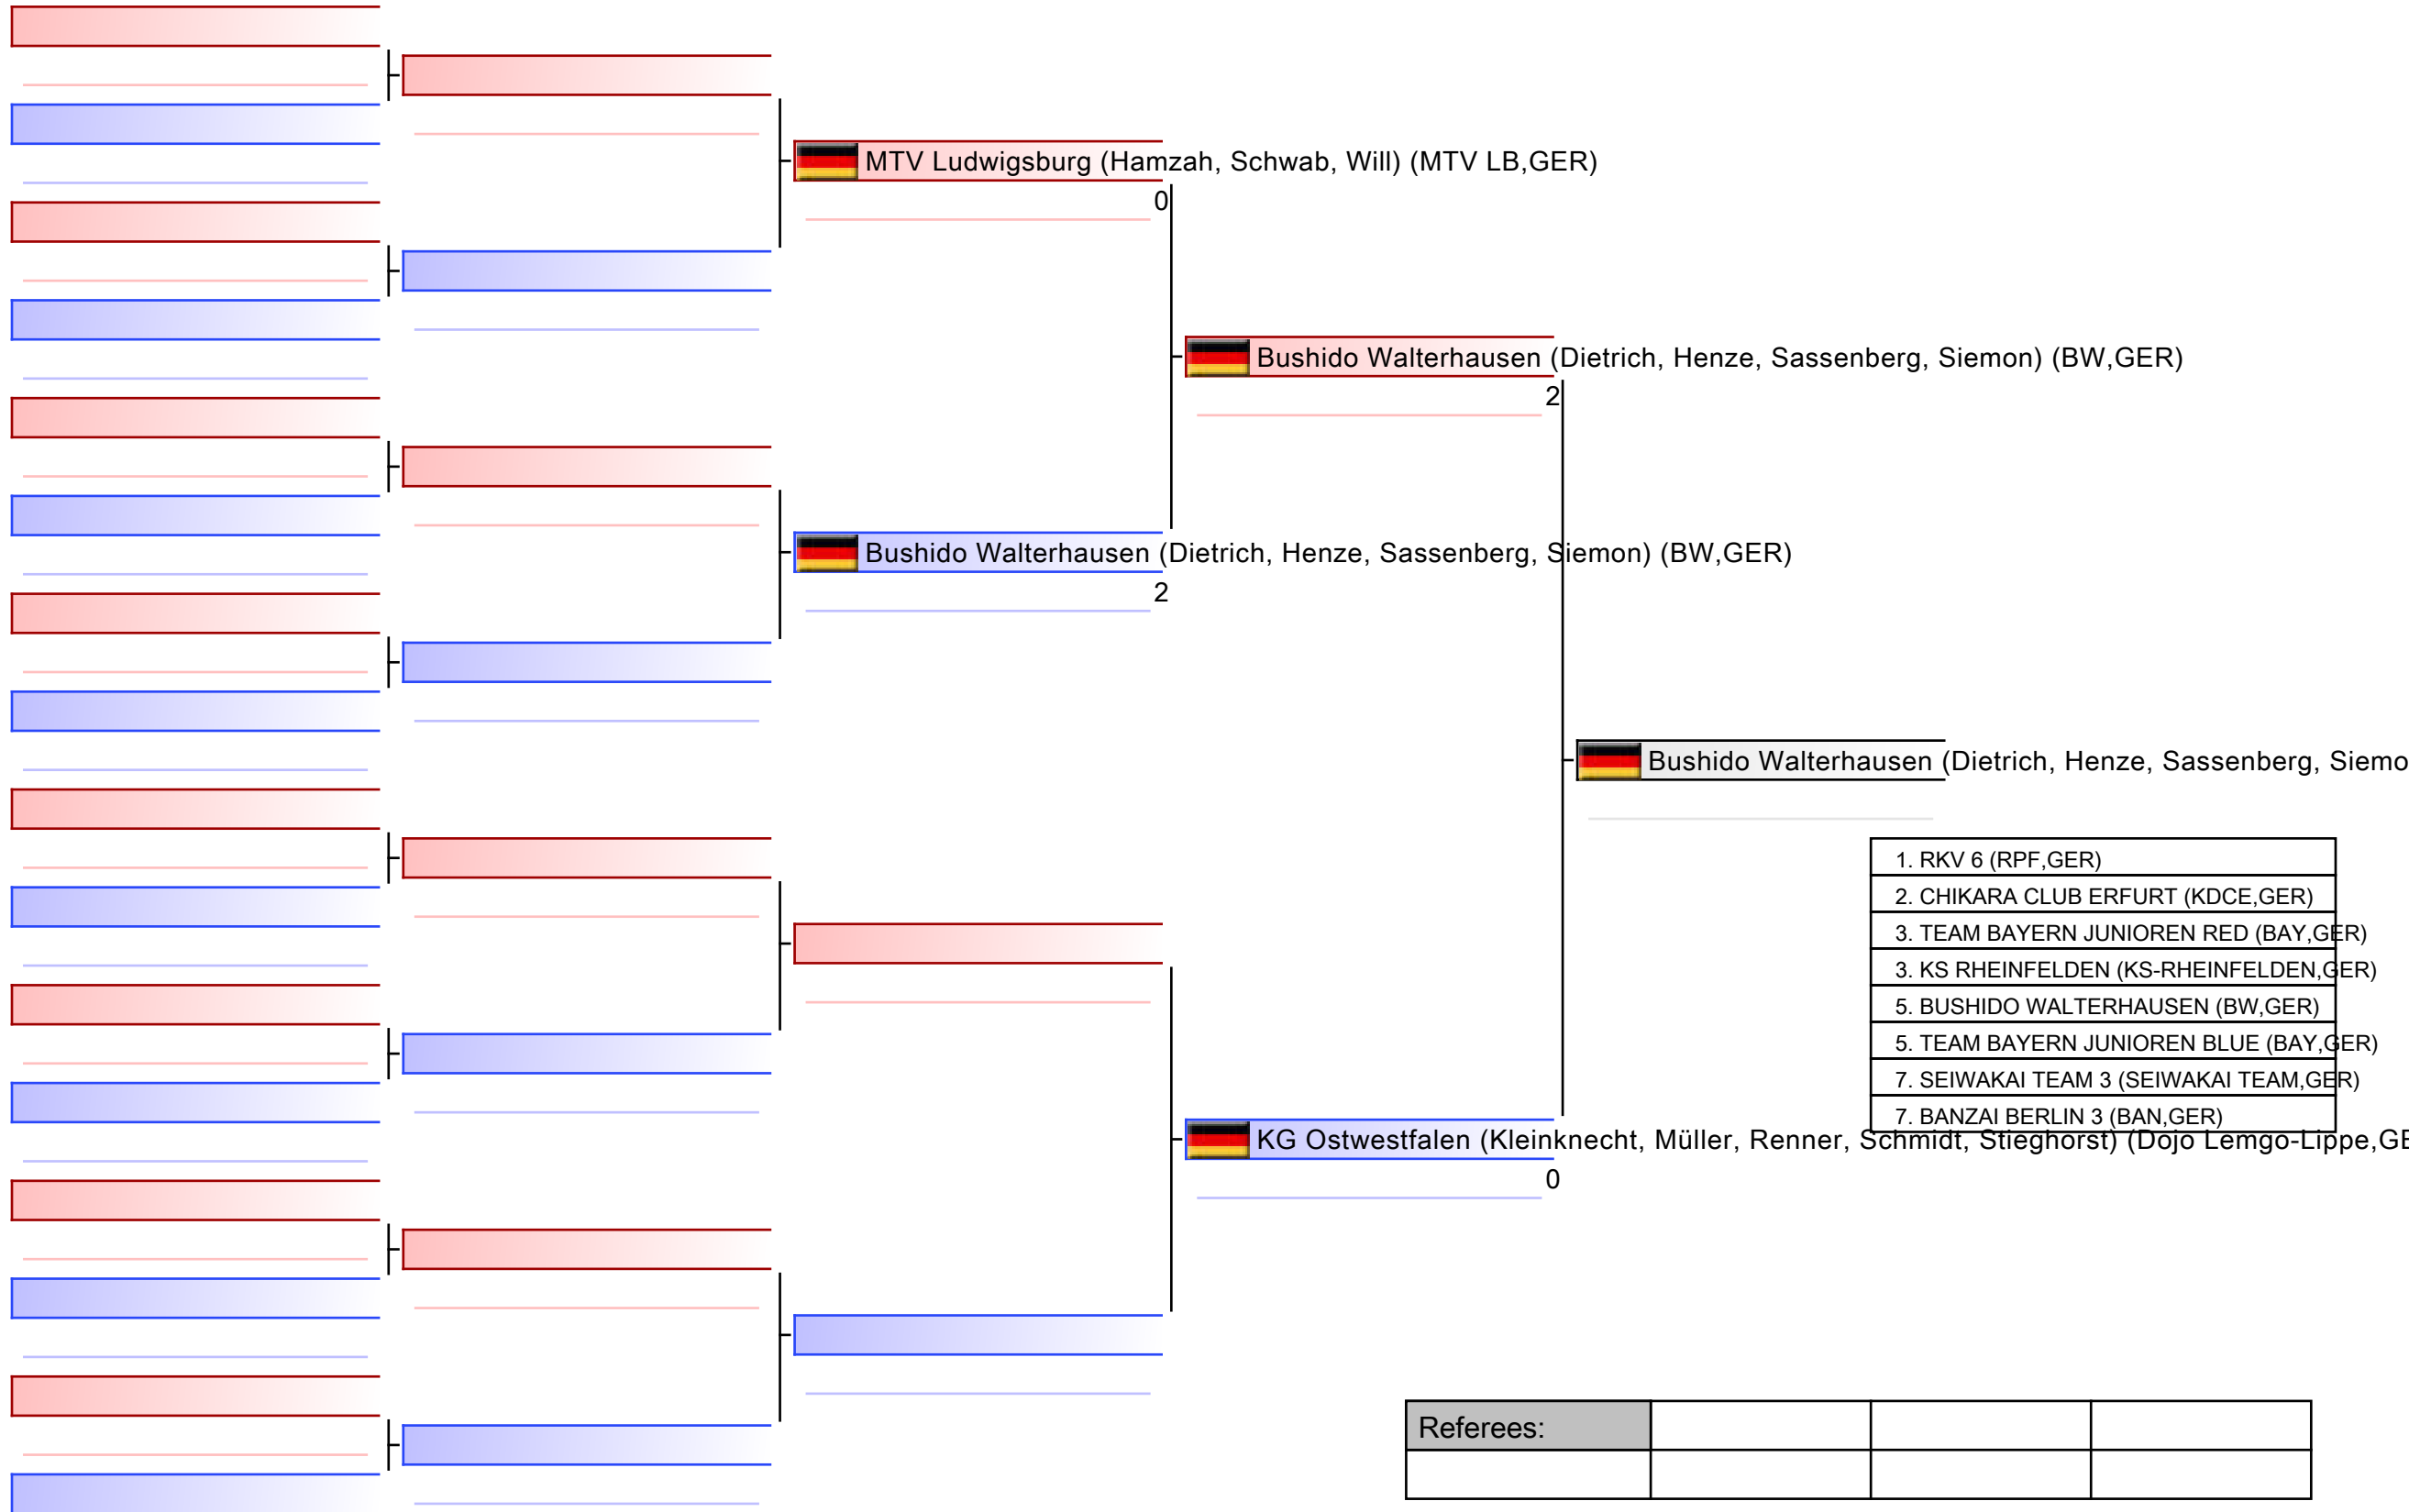 MTV Ludwigsburg (Hamzah, Schwab, Will) (MTV LB,GER)
0
Bushido Walterhausen (Dietrich, Henze, Sassenberg, Siemon) (BW,GER)
2
Bushido Walterhausen (Dietrich, Henze, Sassenberg, Siemon) (BW,GER)
2
Bushido Walterhausen (Dietrich, Henze, Sassenberg, Siemo
1. RKV 6 (RPF,GER)
2. CHIKARA CLUB ERFURT (KDCE,GER)
3. TEAM BAYERN JUNIOREN RED (BAY,GER)
3. KS RHEINFELDEN (KS-RHEINFELDEN,GER)
5. BUSHIDO WALTERHAUSEN (BW,GER)
5. TEAM BAYERN JUNIOREN BLUE (BAY,GER)
7. SEIWAKAI TEAM 3 (SEIWAKAI TEAM,GER)
7. BANZAI BERLIN 3 (BAN,GER)
KG Ostwestfalen (Kleinknecht, Müller, Renner, Schmidt, Stieghorst) (Dojo Lemgo-Lippe,GE
0
Referees: